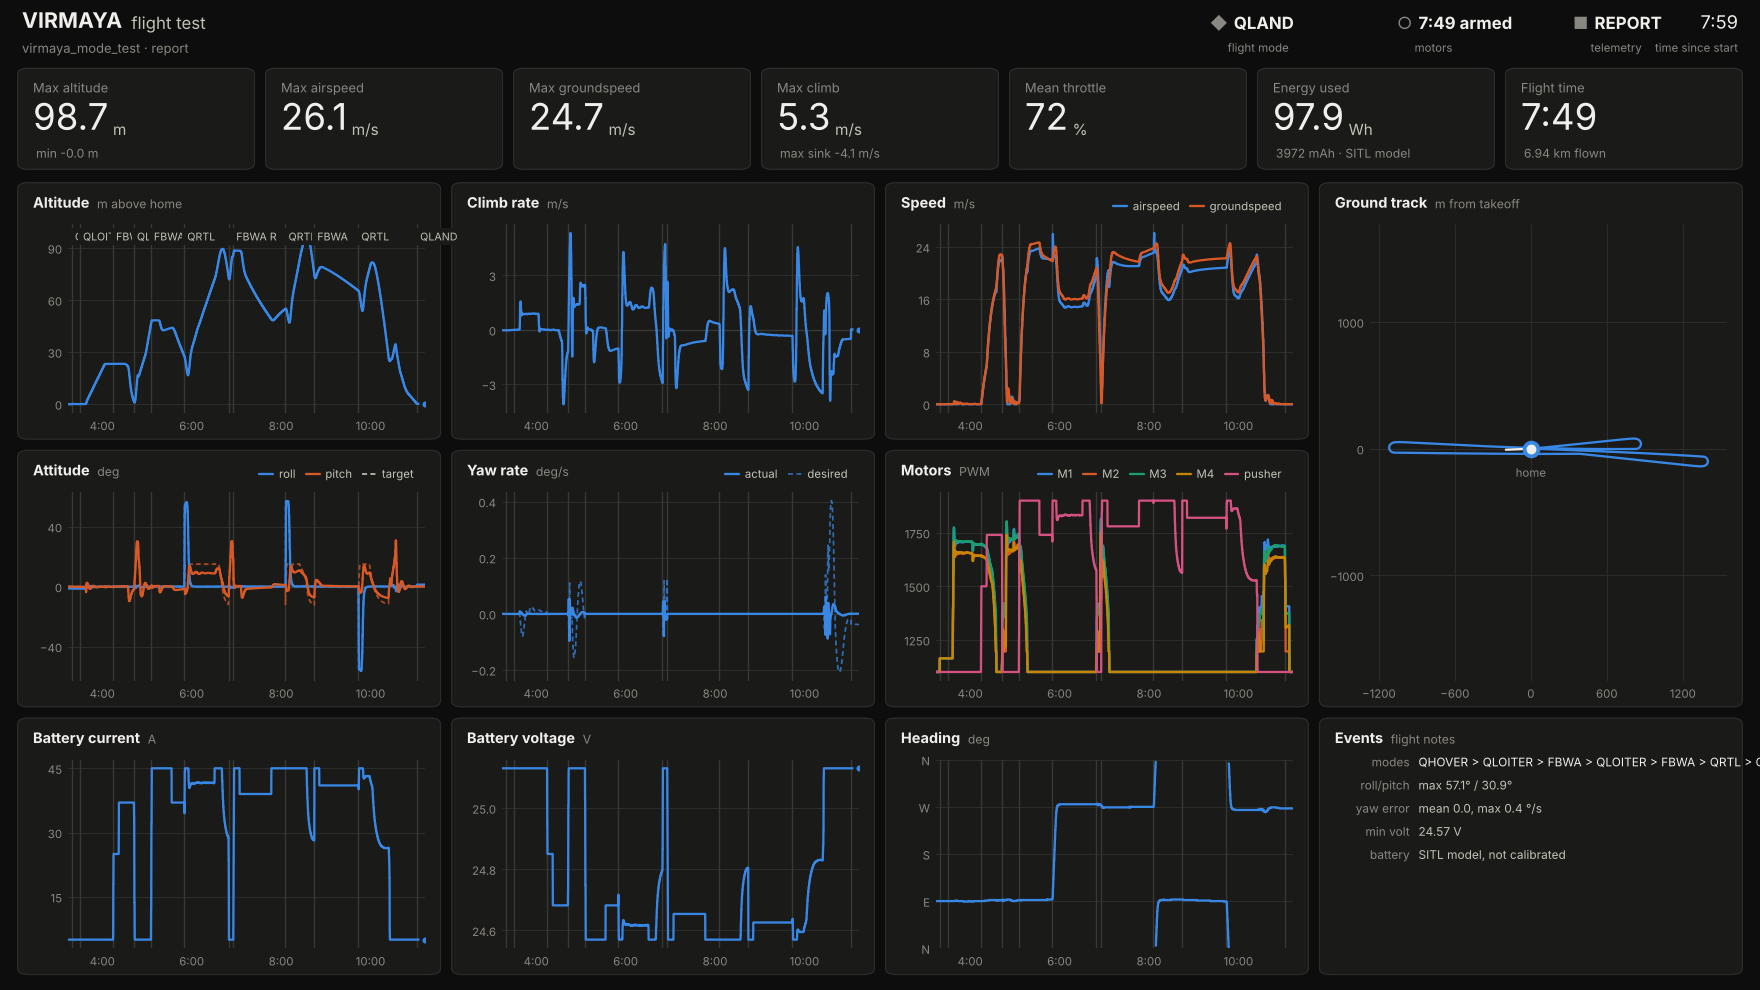 VIRMAYA flight test
virmaya_mode_test · report
QLAND
flight mode
7:49 armed
motors
REPORT
telemetry
7:59
time since start
Max altitude
98.7 m
min -0.0 m
Max airspeed
26.1 m/s
Max groundspeed
24.7 m/s
Max climb
5.3 m/s
max sink -4.1 m/s
Mean throttle
72 %
Energy used
97.9 Wh
3972 mAh · SITL model
Flight time
7:49
6.94 km flown
Altitude m above home
QLOI FBW QL FBWA QRTL FBWA R QRTL FBWA QRTL QLAND
90
60
30
0
4:00 6:00 8:00 10:00
Climb rate m/s
3
0
−3
4:00 6:00 8:00 10:00
Speed m/s
airspeed groundspeed
24
16
8
0
4:00 6:00 8:00 10:00
Ground track m from takeoff
1000
0
−1000
home
−1200 −600 0 600 1200
Attitude deg
roll pitch target
40
0
−40
4:00 6:00 8:00 10:00
Yaw rate deg/s
actual desired
0.4
0.2
0.0
−0.2
4:00 6:00 8:00 10:00
Motors PWM
M1 M2 M3 M4 pusher
1750
1500
1250
4:00 6:00 8:00 10:00
Battery current A
45
30
15
4:00 6:00 8:00 10:00
Battery voltage V
25.0
24.8
24.6
4:00 6:00 8:00 10:00
Heading deg
N
W
S
E
N
4:00 6:00 8:00 10:00
Events flight notes
modes QHOVER > QLOITER > FBWA > QLOITER > FBWA > QRTL >
roll/pitch max 57.1° / 30.9°
yaw error mean 0.0, max 0.4 °/s
min volt 24.57 V
battery SITL model, not calibrated